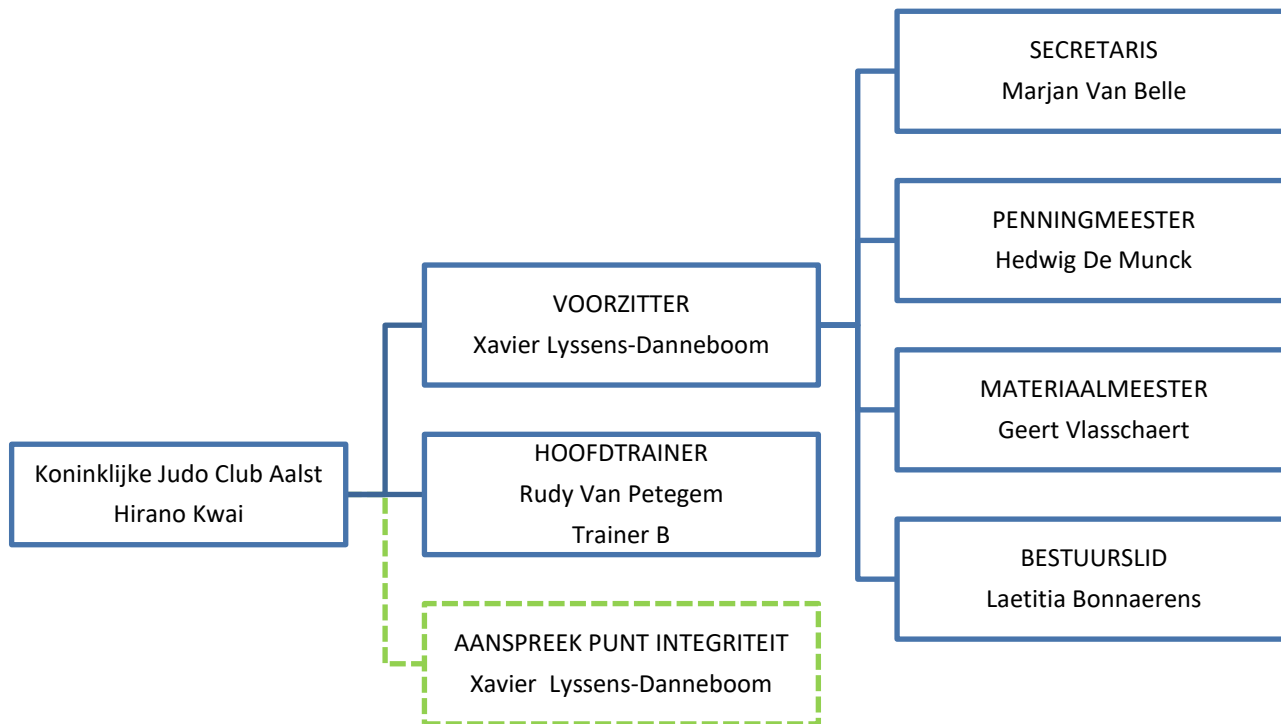 Koninklijke Judo Club Aalst
Hirano Kwai
VOORZITTER
Xavier Lyssens-Danneboom
HOOFDTRAINER
Rudy Van Petegem
Trainer B
AANSPREEK PUNT INTEGRITEIT
Xavier Lyssens-Danneboom
SECRETARIS
Marjan Van Belle
PENNINGMEESTER
Hedwig De Munck
MATERIAALMEESTER
Geert Vlasschaert
BESTUURSLID
Laetitia Bonnaerens